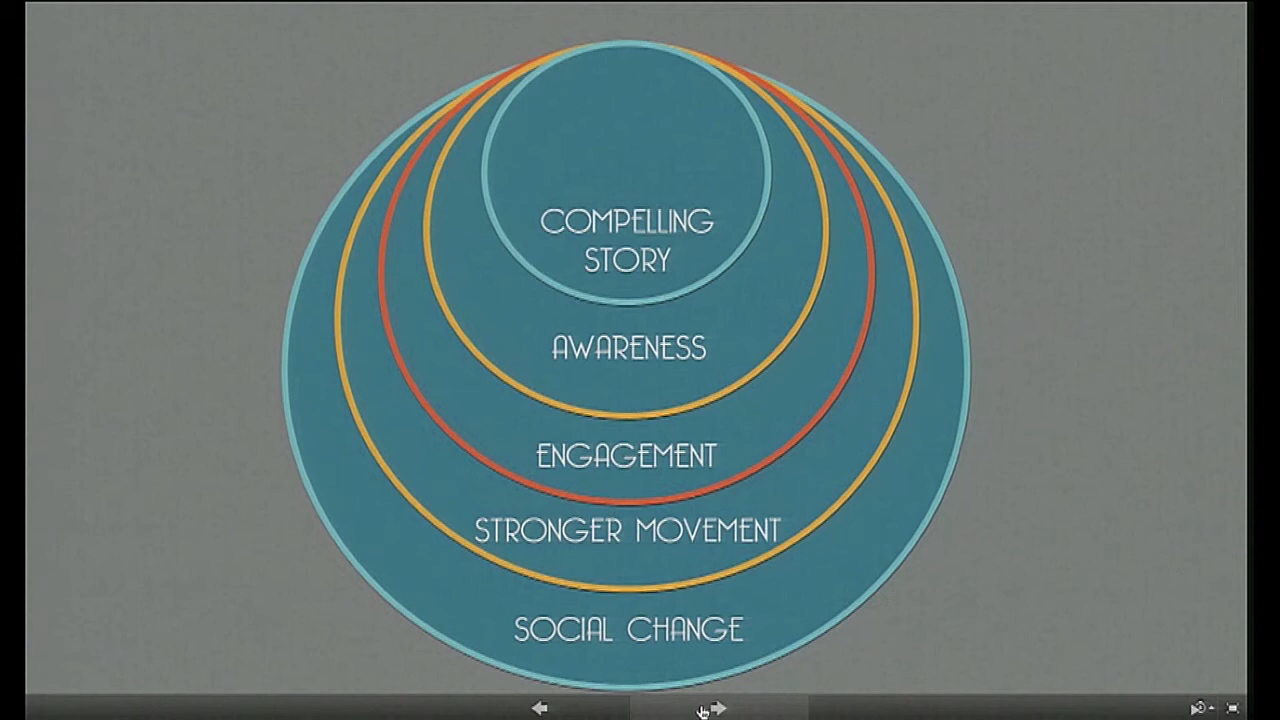 COMPELLING
STORY
AWARENESS
ENGAGEMENT
STRONGER MOVEMENT
SOCIAL CHANGE